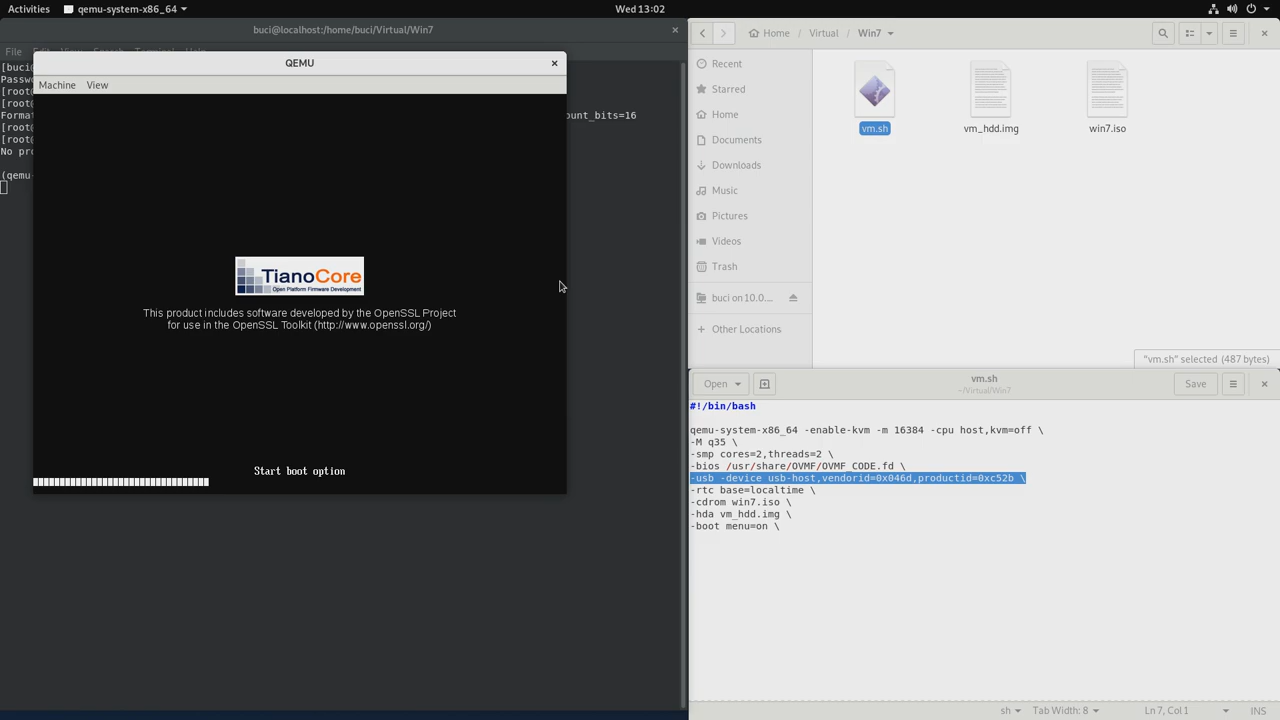 Activities qemu-system-x86_64 Wed 13:02
buci@localhost:/home/buci/Virtual/Win7
File
[buci@
Passwo
[root@
[root@
Format ount_bits=16
[root@
[root@
No pro
(qemu-
QEMU
Machine View
TianoCore
Open Platform Firmware Development
This product includes software developed by the OpenSSL Project
for use in the OpenSSL Toolkit (http://www.openssl.org/)
Start boot option
Home Virtual Win7
Recent
Starred
Home
Documents
Downloads
Music
Pictures
Videos
Trash
buci on 10.0....
Other Locations
vm.sh vm_hdd.img win7.iso
"vm.sh" selected (487 bytes)
Open vm.sh Save
~/Virtual/Win7
#!/bin/bash
qemu-system-x86_64 -enable-kvm -m 16384 -cpu host,kvm=off \
-M q35 \
-smp cores=2,threads=2 \
-bios /usr/share/OVMF/OVMF_CODE.fd \
-usb -device usb-host,vendorid=0x046d,productid=0xc52b \
-rtc base=localtime \
-cdrom win7.iso \
-hda vm_hdd.img \
-boot menu=on \
sh Tab Width: 8 Ln 7, Col 1 INS